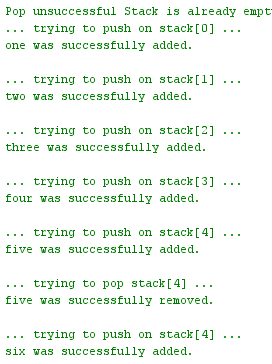 Pop unsuccessful Stack is already empt
... trying to push on stack[0] ...
one was successfully added.
... trying to push on stack[1] ...
two was successfully added.
... trying to push on stack[2] ...
three was successfully added.
... trying to push on stack[3] ...
four was successfully added.
... trying to push on stack[4] ...
five was successfully added.
... trying to pop stack[4] ...
five was successfully removed.
... trying to push on stack[4] ...
six was successfully added.